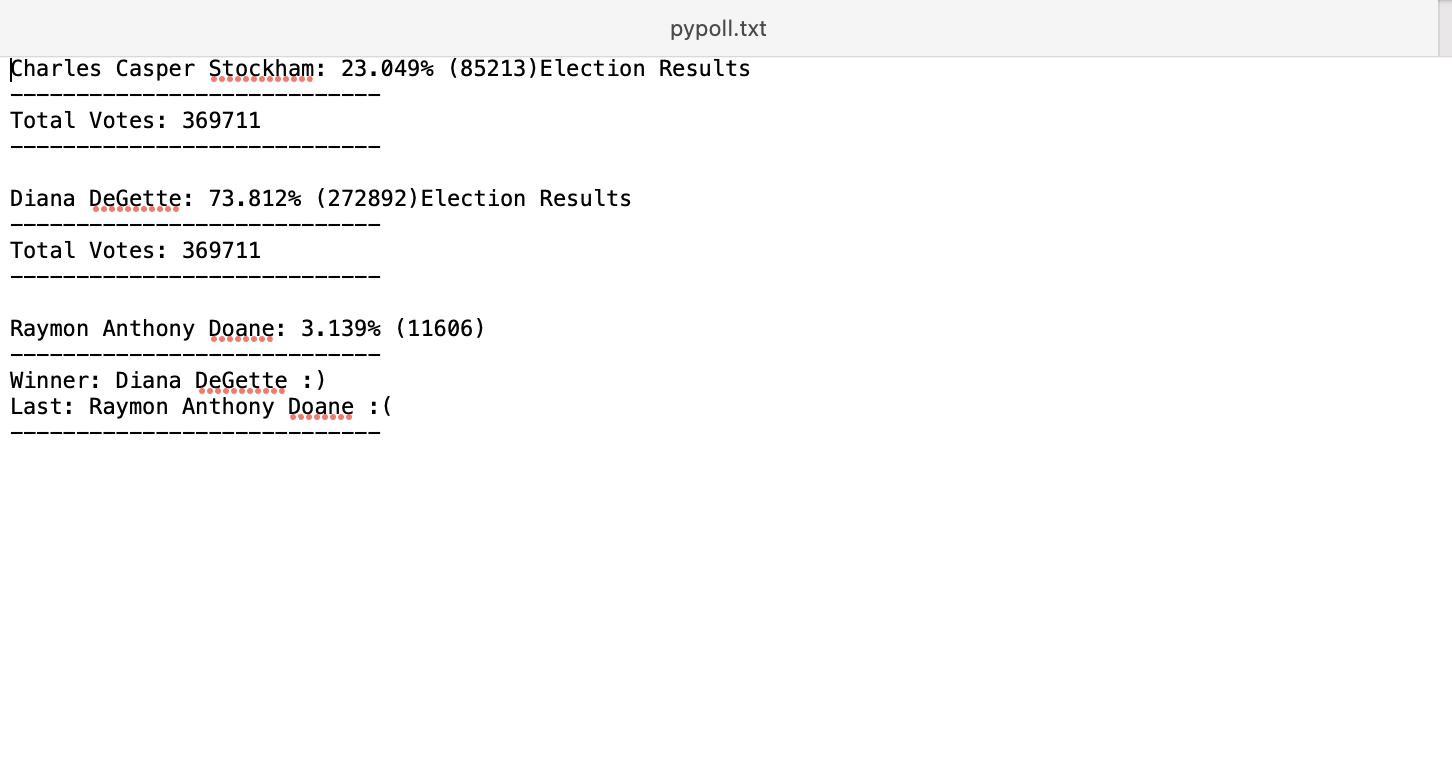 pypoll.txt
Charles Casper Stockham: 23.049% (85213)Election Results
----------------------------
Total Votes: 369711
----------------------------
Diana DeGette: 73.812% (272892)Election Results
----------------------------
Total Votes: 369711
----------------------------
Raymon Anthony Doane: 3.139% (11606)
----------------------------
Winner: Diana DeGette :)
Last: Raymon Anthony Doane :(
----------------------------